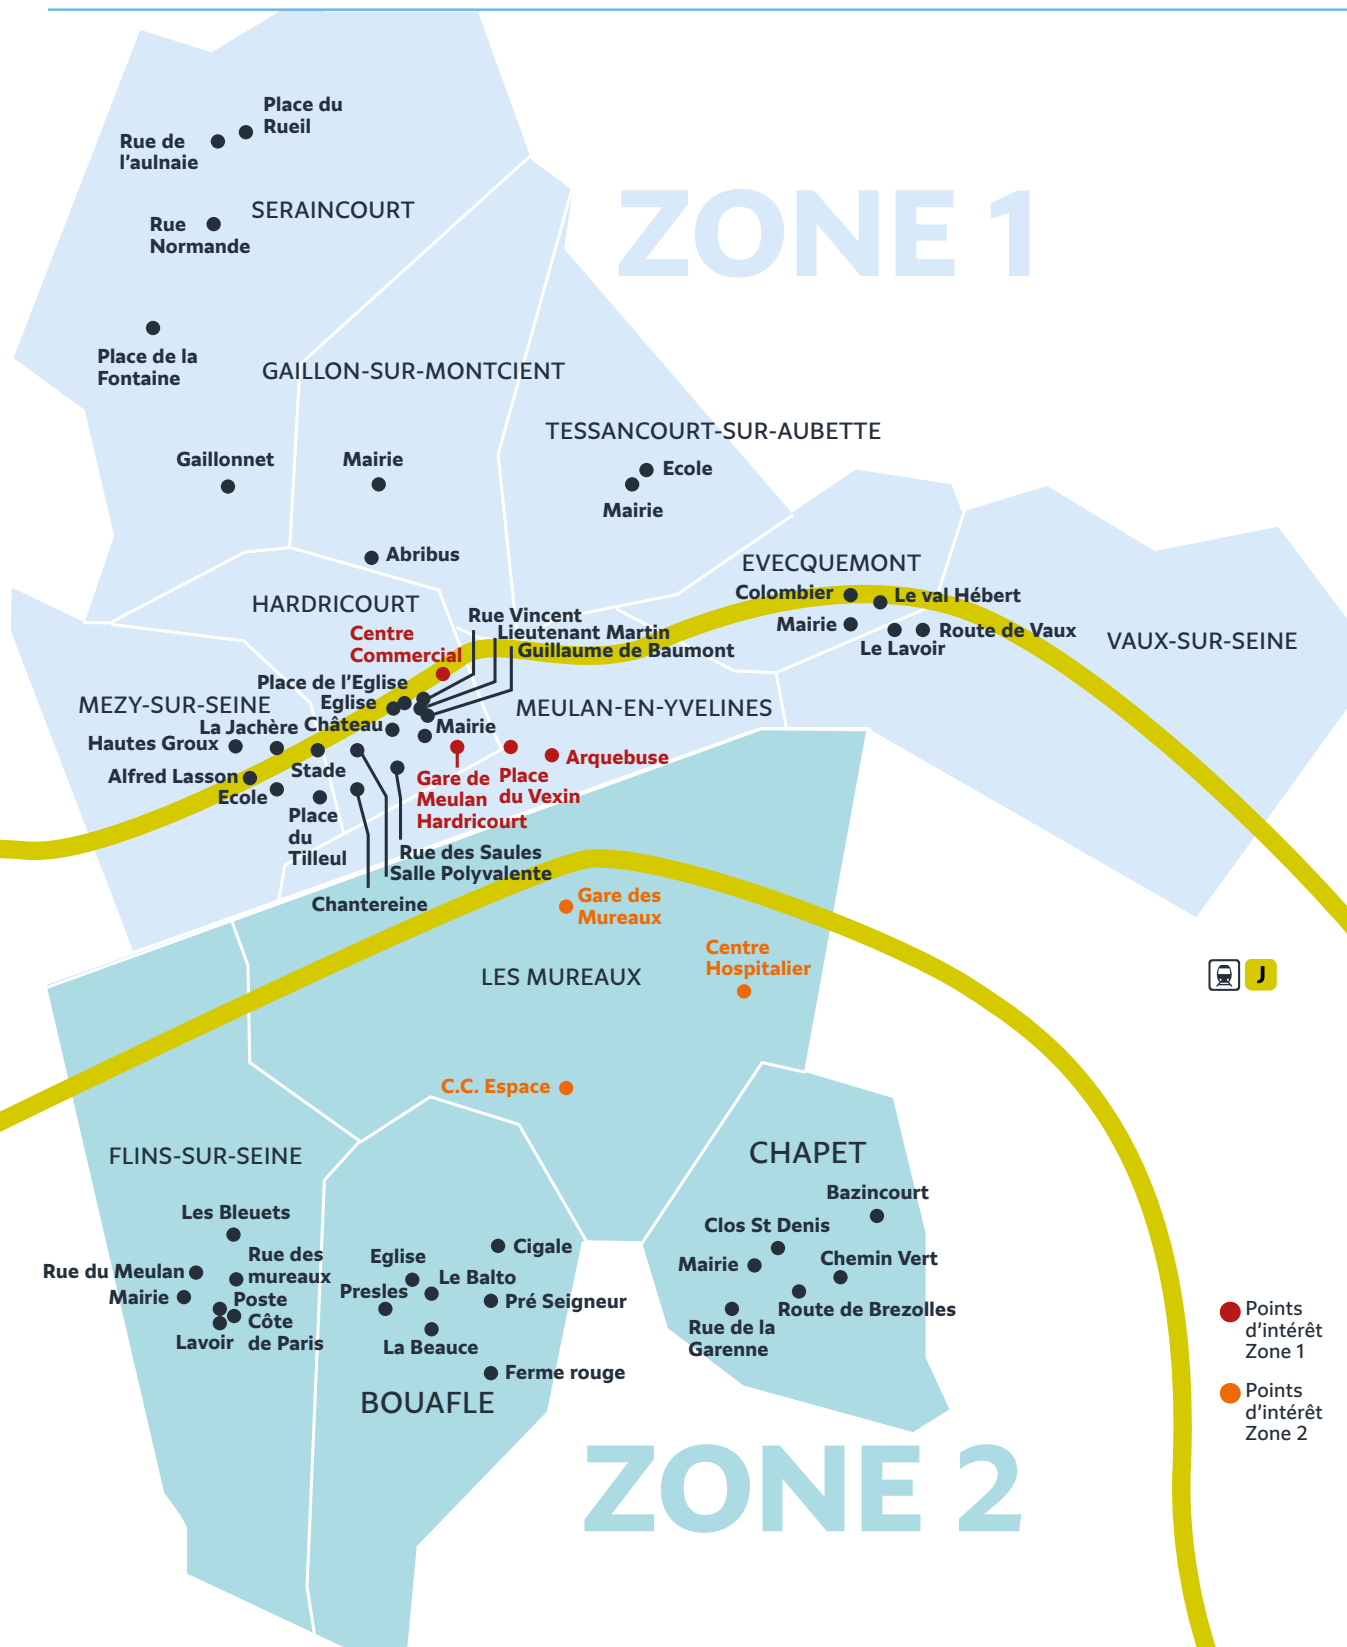 Place du
Rueil
Rue de
l'aulnaie
ZONE 1
SERAINCOURT
Rue
Normande
Place de la
Fontaine
GAILLON-SUR-MONTCIENT
TESSANCOURT-SUR-AUBETTE
Gaillonnet
Mairie
Ecole
Mairie
Abribus
EVECQUEMONT
Colombier
Le val Hébert
HARDRICOURT
Rue Vincent
Mairie
Route de Vaux
Le Lavoir
VAUX-SUR-SEINE
Centre
Commercial
Lieutenant Martin
Guillaume de Baumont
Place de l'Eglise
MEZY-SUR-SEINE
Eglise
MEULAN-EN-YVELINES
La Jachère
Château
Mairie
Hautes Groux
Arquebuse
Alfred Lasson
Stade
Gare de
Meulan
Hardricourt
Place
du Vexin
Ecole
Place
du
Tilleul
Rue des Saules
Salle Polyvalente
Chantereine
Gare des
Mureaux
Centre
Hospitalier
LES MUREAUX
J
C.C. Espace
FLINS-SUR-SEINE
CHAPET
Bazincourt
Les Bleuets
Clos St Denis
Rue des
mureaux
Eglise
Cigale
Chemin Vert
Mairie
Rue du Meulan
Le Balto
Presles
Mairie
Poste
Pré Seigneur
Route de Brezolles
Côte
de Paris
Lavoir
Rue de la
Garenne
La Beauce
Ferme rouge
BOUAFLE
Points
d'intérêt
Zone 1
Points
d'intérêt
Zone 2
ZONE 2